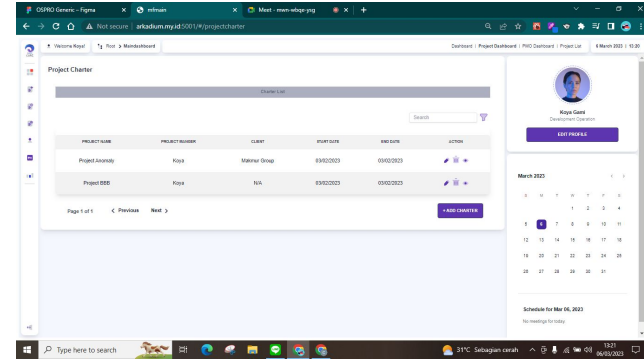 OSPRO Generic – Figma
mfmain
Meet - mwn-wbqe-yng
Not secure | arkadium.my.id:5001/#/projectcharter
Welcome Koya!
Root > Maindashboard
Dashboard | Project Dashboard | PMO Dashboard | Project List
6 March 2023 | 13.20
Project Charter
Charter List
Search
PROJECT NAME PROJECT MANAGER CLIENT START DATE END DATE ACTION
Project Anomaly Koya Makmur Group 03/02/2023 03/02/2023
Project BBB Koya N/A 03/02/2023 03/02/2023
Page 1 of 1 < Previous Next >
+ ADD CHARTER
Koya Gami
Development Operation
EDIT PROFILE
March 2023 < >
S M T W T F S
1 2 3 4
5 6 7 8 9 10 11
12 13 14 15 16 17 18
19 20 21 22 23 24 25
26 27 28 29 30 31
Schedule for Mar 06, 2023
No meetings for today
Type here to search
31°C Sebagian cerah
13:21
06/03/2023